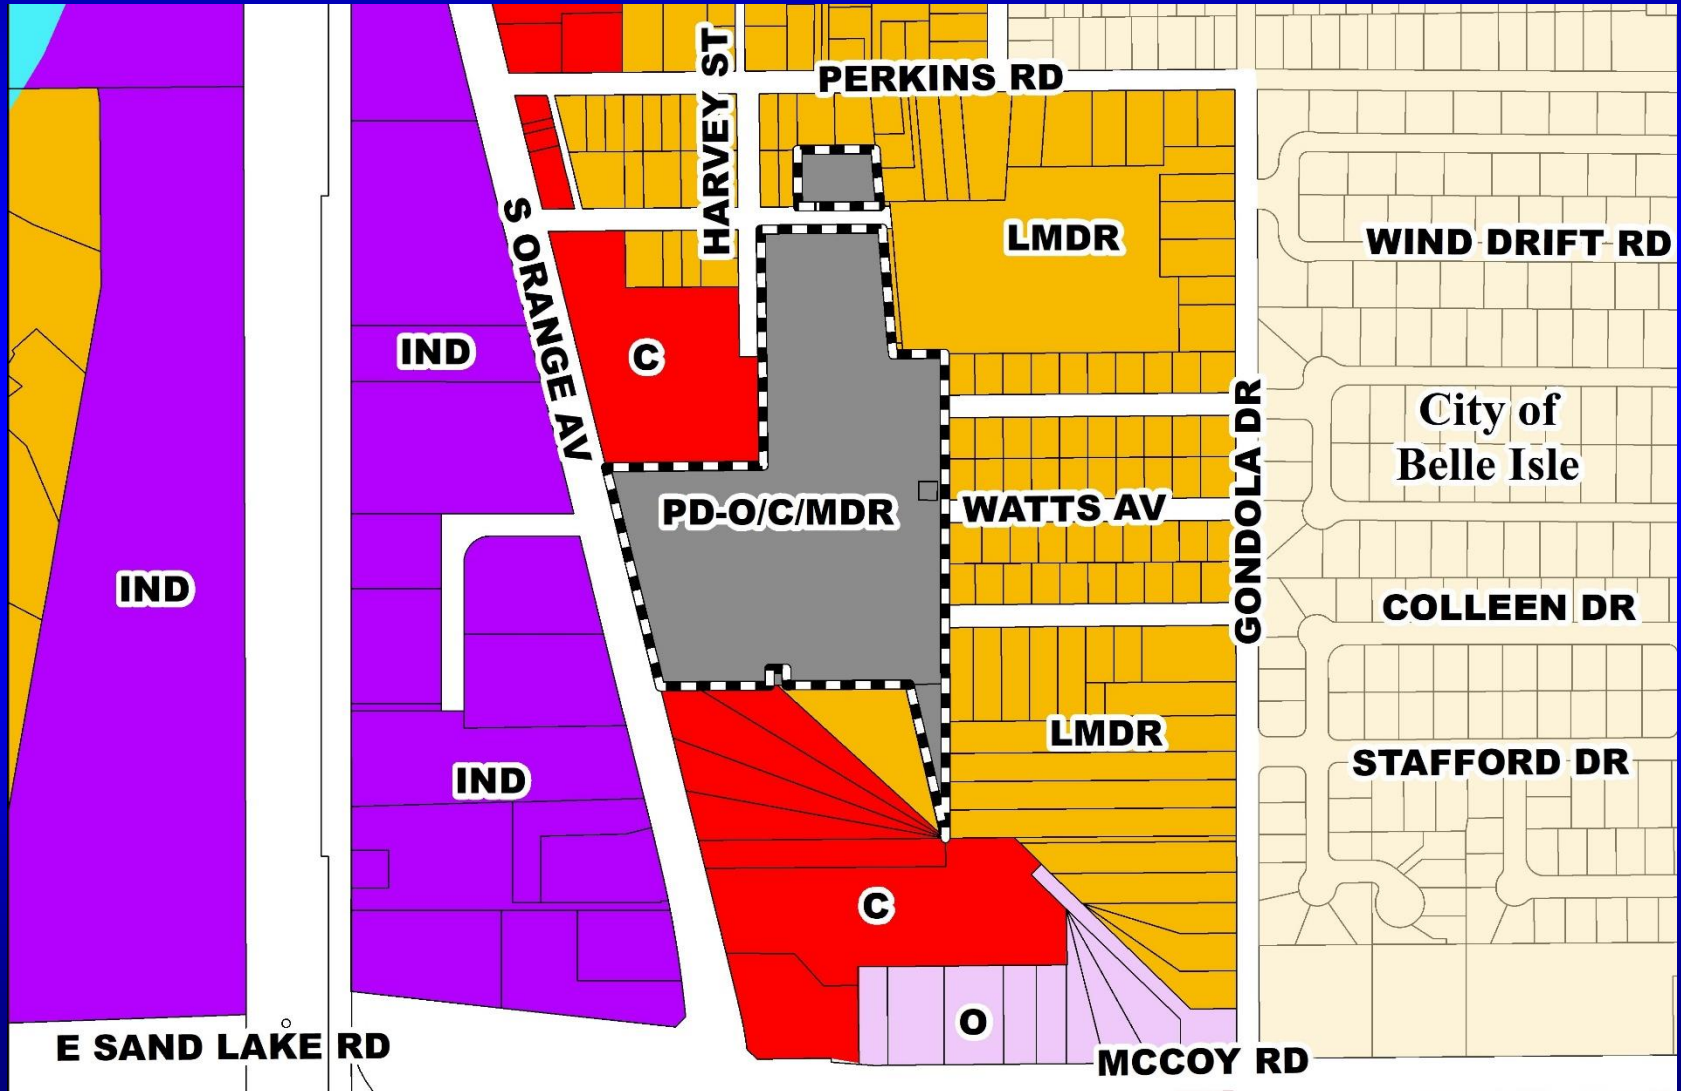 HARVEY ST
PERKINS RD
S ORANGE AV
LMDR
WIND DRIFT RD
IND
C
GONDOLA DR
City of
Belle Isle
PD-O/C/MDR
WATTS AV
IND
COLLEEN DR
LMDR
STAFFORD DR
IND
C
O
E SAND LAKE RD
MCCOY RD